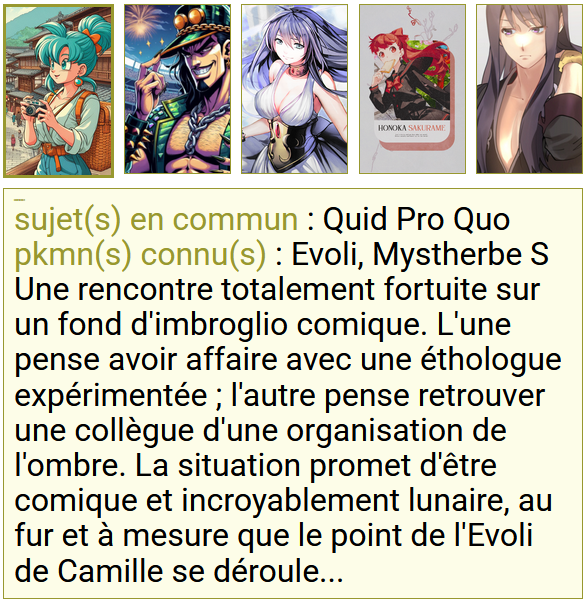 HONOKA SAKURAME
_
sujet(s) en commun : Quid Pro Quo
pkmn(s) connu(s) : Evoli, Mystherbe S
Une rencontre totalement fortuite sur
un fond d'imbroglio comique. L'une
pense avoir affaire avec une éthologue
expérimentée ; l'autre pense retrouver
une collègue d'une organisation de
l'ombre. La situation promet d'être
comique et incroyablement lunaire, au
fur et à mesure que le point de l'Evoli
de Camille se déroule...